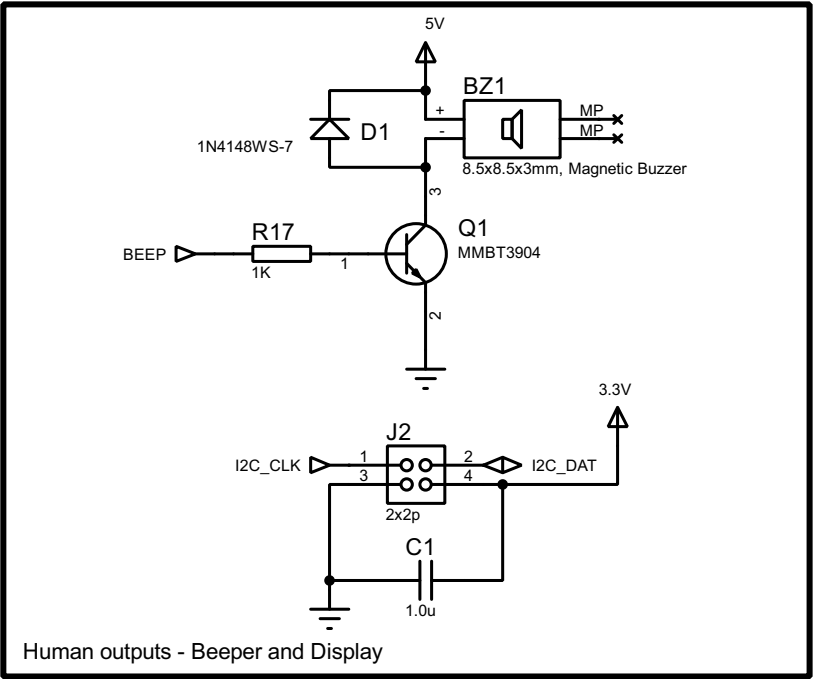 5V
BZ1
+
-
MP
MP
D1
1N4148WS-7
8.5x8.5x3mm, Magnetic Buzzer
3
Q1
MMBT3904
R17
BEEP
1
1K
2
3.3V
J2
I2C_CLK
1
2
I2C_DAT
3
4
2x2p
C1
1.0u
Human outputs - Beeper and Display